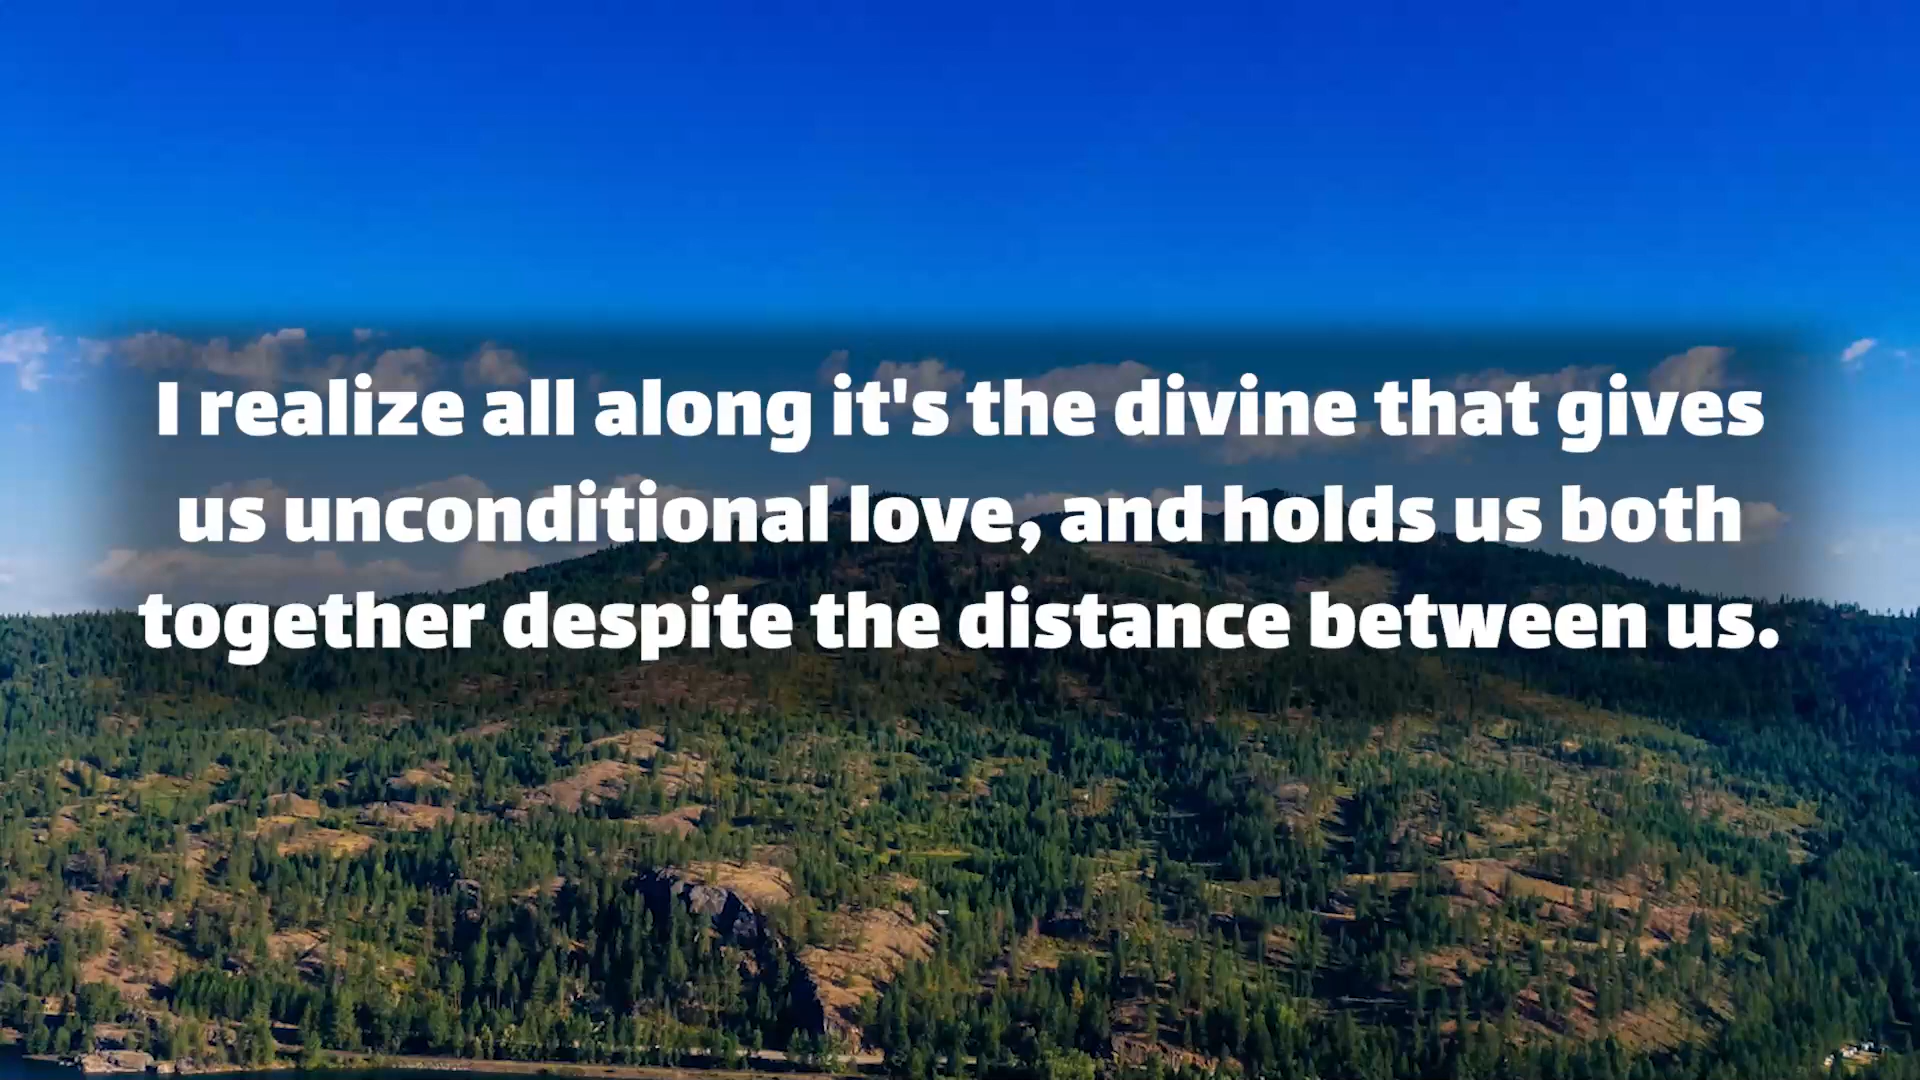 I realize all along it's the divine that gives
us unconditional love, and holds us both
together despite the distance between us.